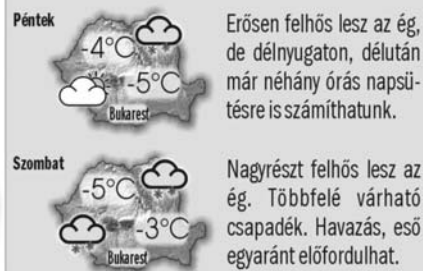 Péntek
-4°C
-5°C
Bukarest
Erősen felhős lesz az ég,
de délnyugaton, délután
már néhány órás napsü-
tésre is számíthatunk.
Szombat
-5°C
-3°C
Bukarest
Nagyrészt felhős lesz az
ég. Többfelé várható
csapadék. Havazás, eső
egyaránt előfordulhat.